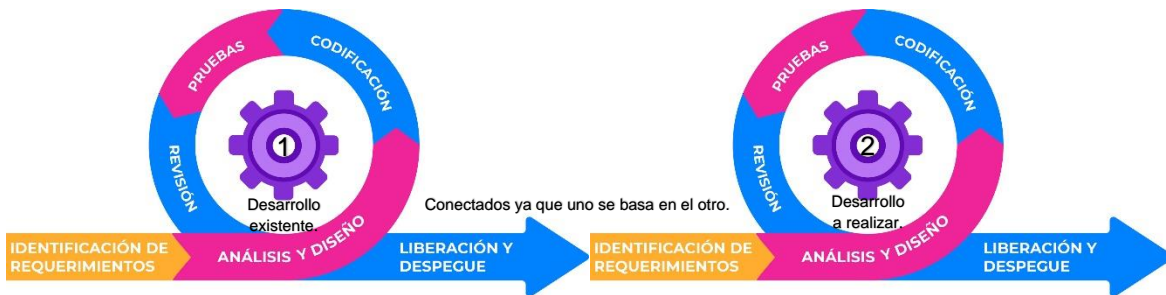 PRUEBAS
CODIFICACIÓN
REVISIÓN
1
Desarrollo
existente.
IDENTIFICACIÓN DE
REQUERIMIENTOS
ANÁLISIS Y DISEÑO
LIBERACIÓN Y
DESPEGUE
Conectados ya que uno se basa en el otro.
PRUEBAS
CODIFICACIÓN
REVISIÓN
2
Desarrollo
a realizar.
IDENTIFICACIÓN DE
REQUERIMIENTOS
ANÁLISIS Y DISEÑO
LIBERACIÓN Y
DESPEGUE